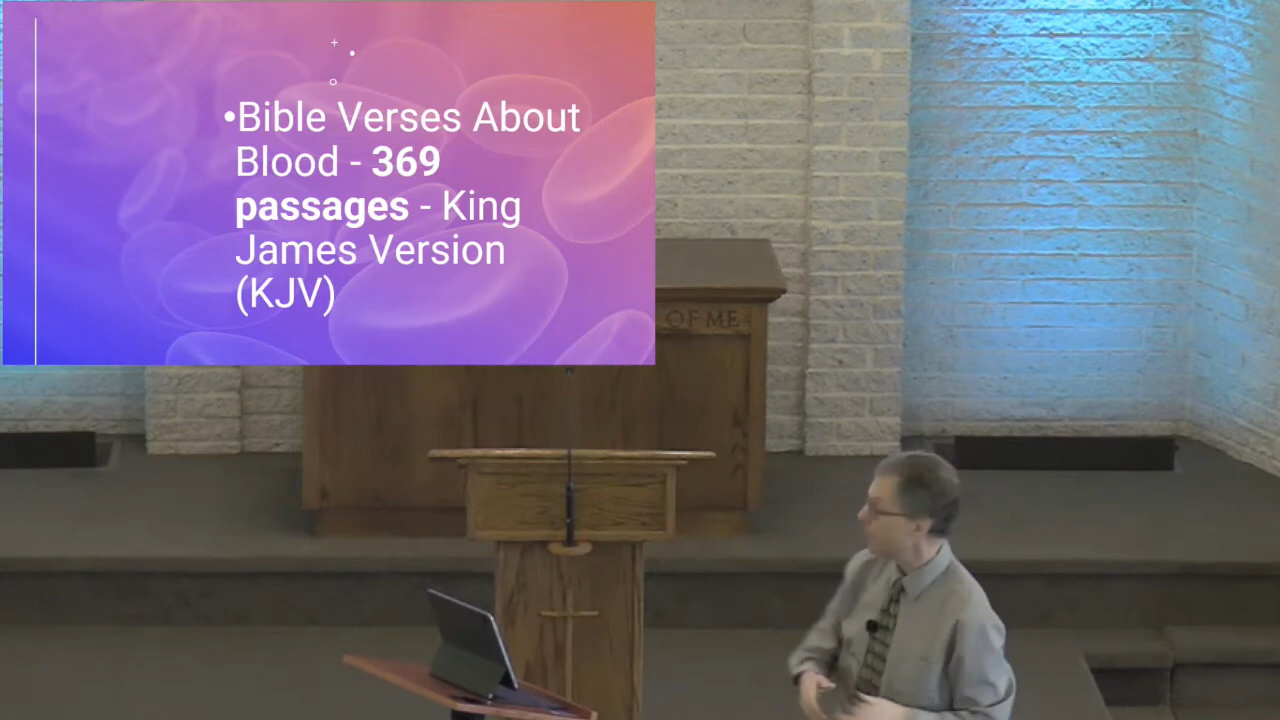 •Bible Verses About
Blood - 369
passages - King
James Version
(KJV)
OF ME